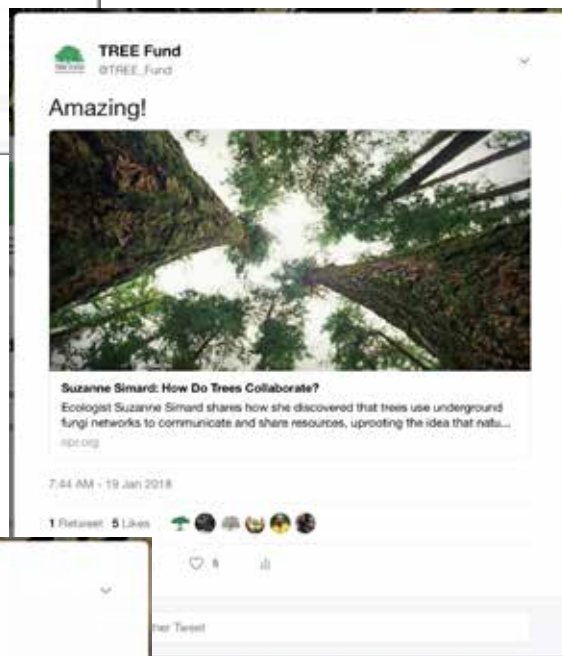 TREE Fund
@TREE_Fund
Amazing!
Suzanne Simard: How Do Trees Collaborate?
Ecologist Suzanne Simard shares how she discovered that trees use underground
fungi networks to communicate and share resources, uprooting the idea that natu...
npr.org
7:44 AM - 19 Jan 2018
1 Retweet 5 Likes
her Tweet